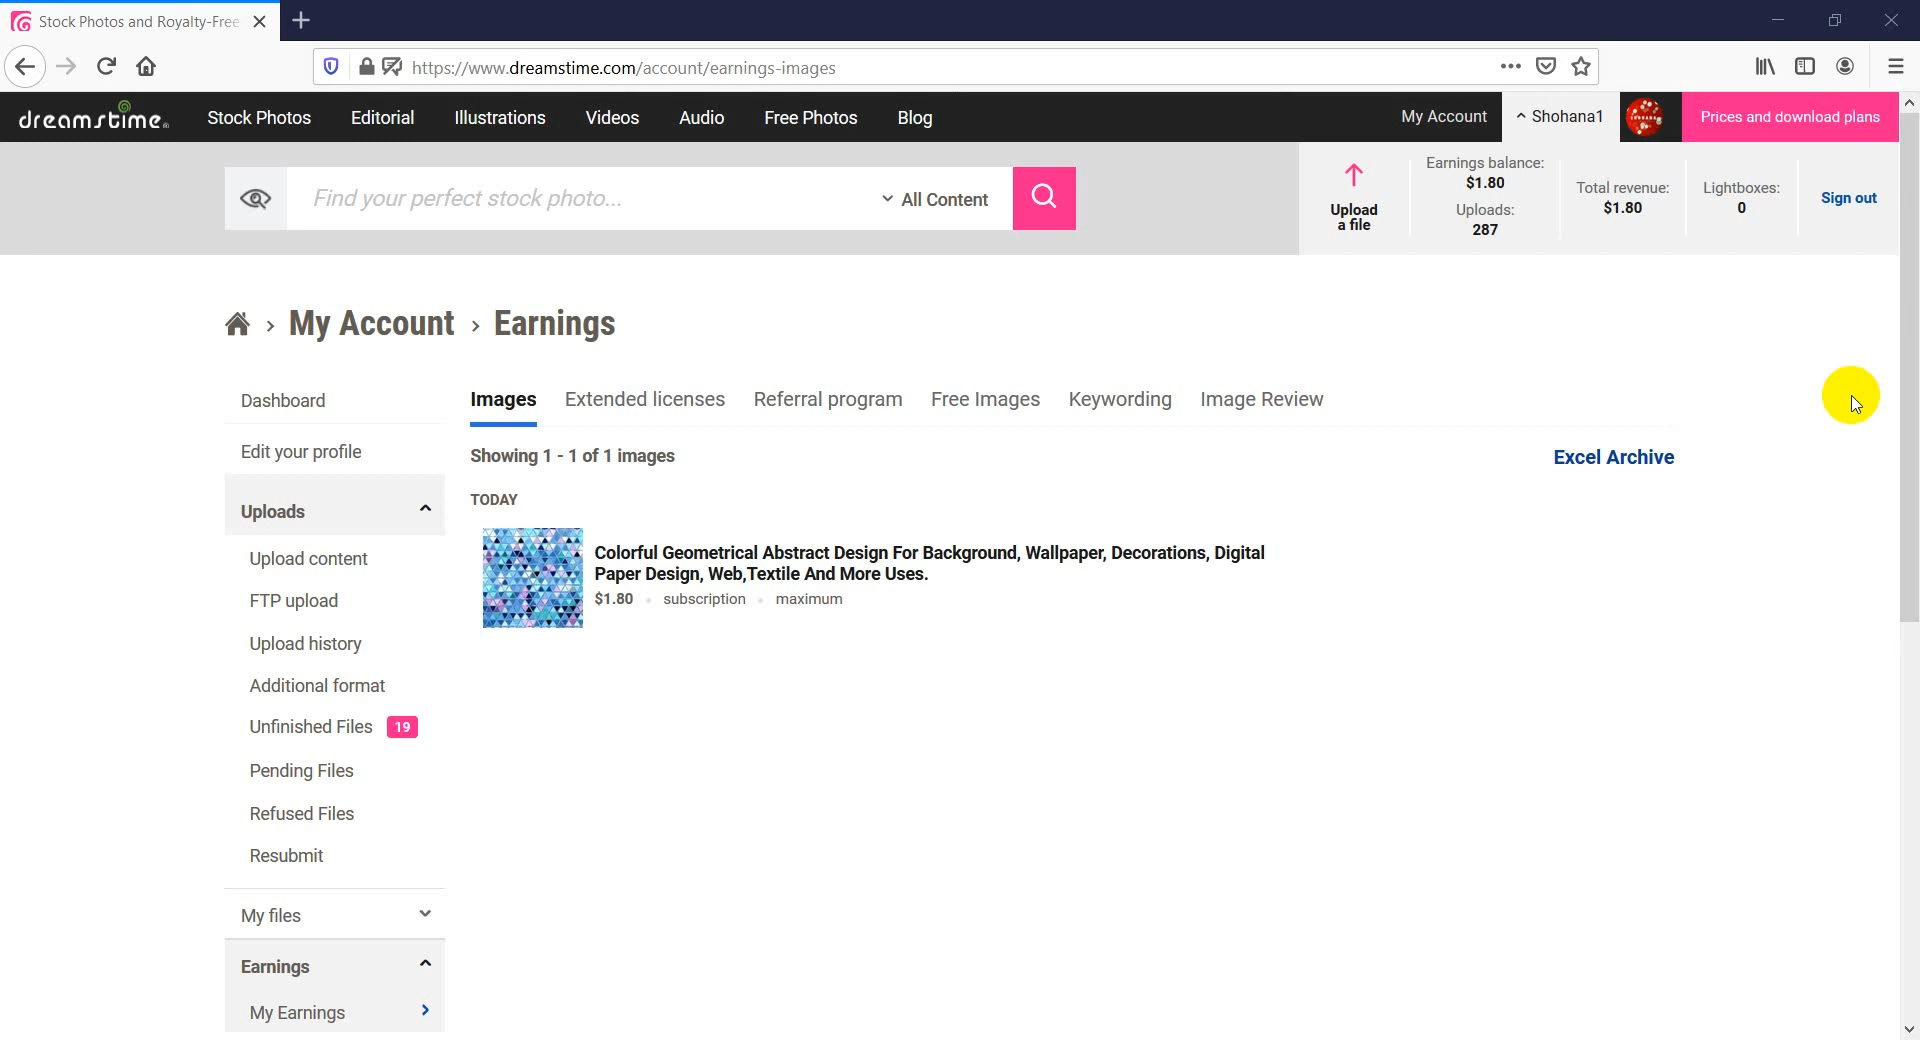 Stock Photos and Royalty-Free
https://www.dreamstime.com/account/earnings-images
dreamstime
Stock Photos
Editorial
Illustrations
Videos
Audio
Free Photos
Blog
My Account
Shohana1
Prices and download plans
Find your perfect stock photo...
All Content
Upload
a file
Earnings balance:
$1.80
Uploads:
287
Total revenue:
$1.80
Lightboxes:
0
Sign out
My Account
Earnings
Dashboard
Edit your profile
Uploads
Upload content
FTP upload
Upload history
Additional format
Unfinished Files 19
Pending Files
Refused Files
Resubmit
My files
Earnings
My Earnings
Images
Extended licenses
Referral program
Free Images
Keywording
Image Review
Showing 1 - 1 of 1 images
Excel Archive
TODAY
Colorful Geometrical Abstract Design For Background, Wallpaper, Decorations, Digital
Paper Design, Web,Textile And More Uses.
$1.80 subscription maximum